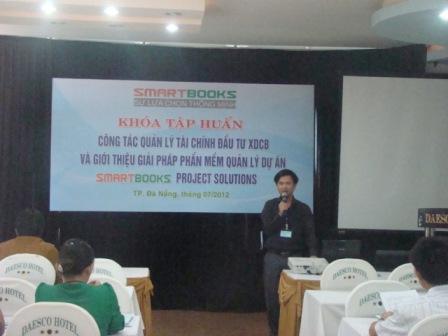 SMARTBOOKS
SỰ LỰA CHỌN THÔNG MINH
KHÓA TẬP HUẤN
CÔNG TÁC QUẢN LÝ TÀI CHÍNH ĐẦU TƯ XDCB
VÀ GIỚI THIỆU GIẢI PHÁP PHẦN MỀM QUẢN LÝ DỰ ÁN
SMARTBOOKS PROJECT SOLUTIONS
TP. Đà Nẵng, tháng 07/2012
DAESCO
DAESCO HOTEL
DAESCO HOTEL